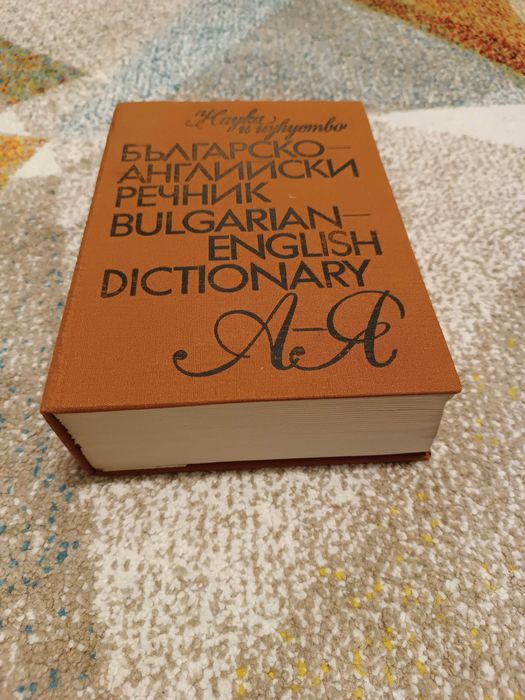 Наука
и изкуство
БЪЛГАРСКО–
АНГЛИЙСКИ
РЕЧНИК
BULGARIAN–
ENGLISH
DICTIONARY
А–Я